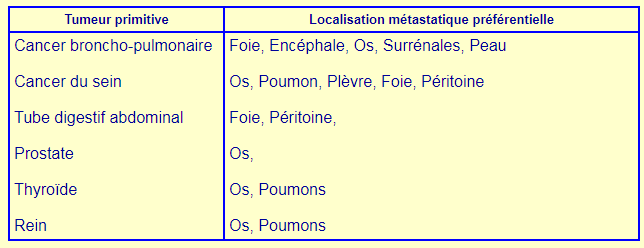 Tumeur primitive Localisation métastatique préférentielle
Cancer broncho-pulmonaire Foie, Encéphale, Os, Surrénales, Peau
Cancer du sein Os, Poumon, Plèvre, Foie, Péritoine
Tube digestif abdominal Foie, Péritoine,
Prostate Os,
Thyroïde Os, Poumons
Rein Os, Poumons